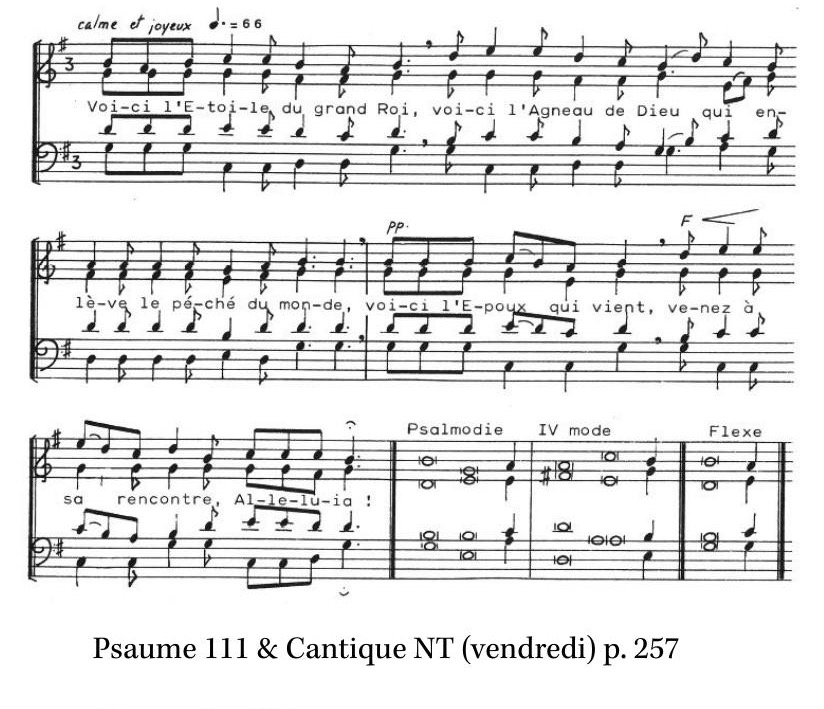 calme et joyeux ♩. = 66
Voi-ci l'E-toi-le du grand Roi, voi-ci l'Agneau de Dieu qui en-
pp. F
lè-ve le pé-ché du mon-de, voi-ci l'E-poux qui vient, ve-nez à
Psalmodie IV mode Flexe
sa rencontre, Al-le-lu-ia !
Psaume 111 & Cantique NT (vendredi) p. 257